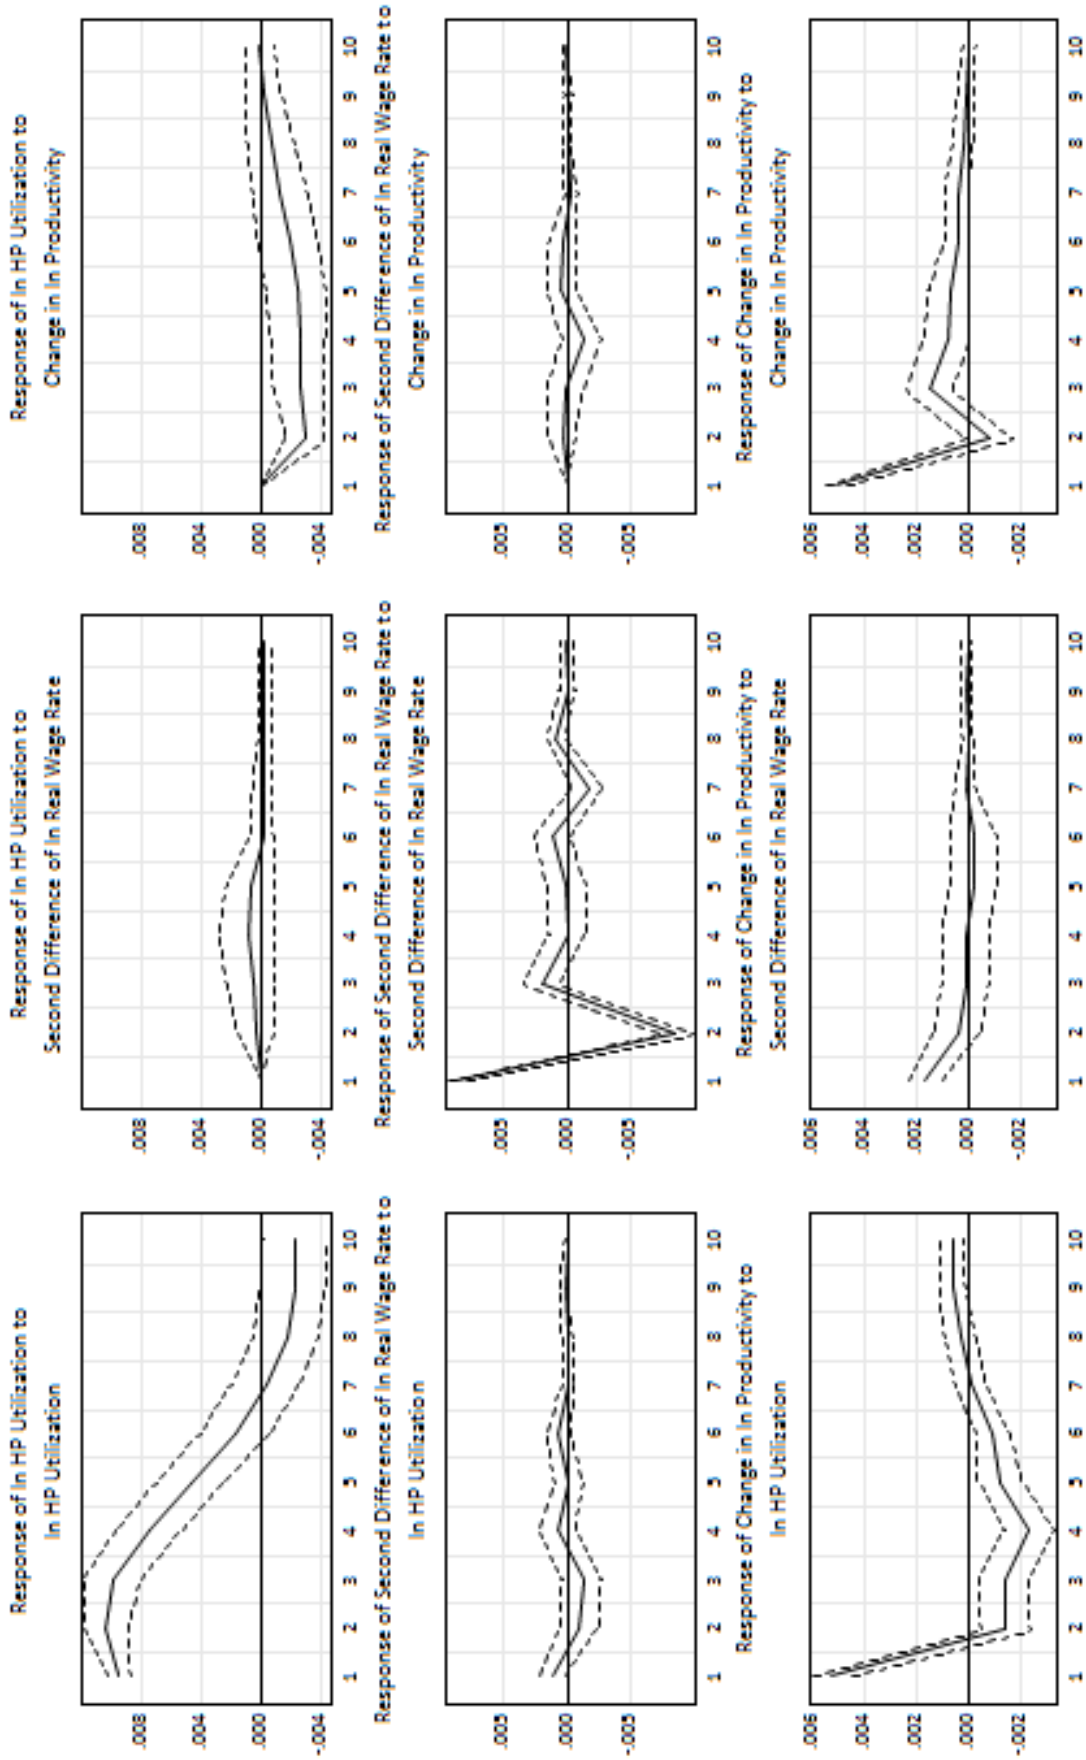 Response of ln HP Utilization to
ln HP Utilization
.008
.004
.000
-.004
1 2 3 4 5 6 7 8 9 10
Response of ln HP Utilization to
Second Difference of ln Real Wage Rate
.008
.004
.000
-.004
1 2 3 4 5 6 7 8 9 10
Response of ln HP Utilization to
Change in ln Productivity
.008
.004
.000
-.004
1 2 3 4 5 6 7 8 9 10
Response of Second Difference of ln Real Wage Rate to
ln HP Utilization
.005
.000
-.005
1 2 3 4 5 6 7 8 9 10
Response of Second Difference of ln Real Wage Rate to
Second Difference of ln Real Wage Rate
.005
.000
-.005
1 2 3 4 5 6 7 8 9 10
Response of Second Difference of ln Real Wage Rate to
Change in ln Productivity
.005
.000
-.005
1 2 3 4 5 6 7 8 9 10
Response of Change in ln Productivity to
ln HP Utilization
.006
.004
.002
.000
-.002
1 2 3 4 5 6 7 8 9 10
Response of Change in ln Productivity to
Second Difference of ln Real Wage Rate
.006
.004
.002
.000
-.002
1 2 3 4 5 6 7 8 9 10
Response of Change in ln Productivity to
Change in ln Productivity
.006
.004
.002
.000
-.002
1 2 3 4 5 6 7 8 9 10